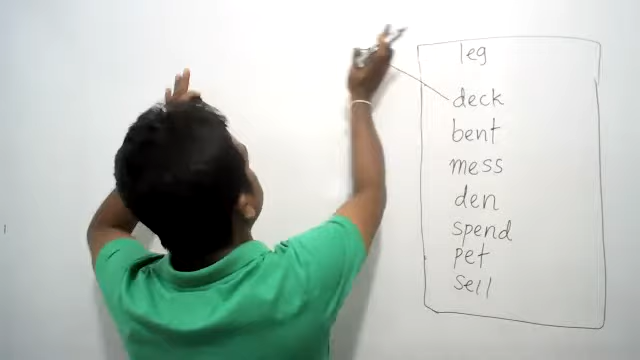 leg
deck
bent
mess
den
spend
pet
sell